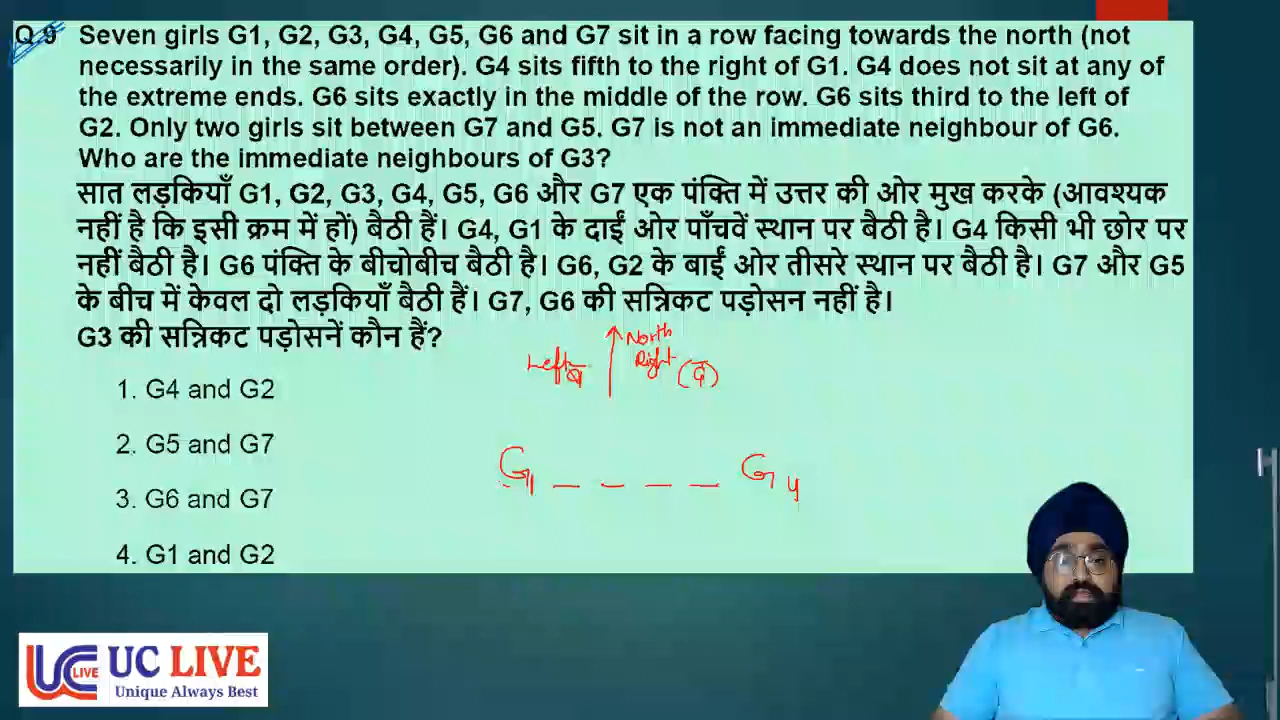 Q.9 Seven girls G1, G2, G3, G4, G5, G6 and G7 sit in a row facing towards the north (not
necessarily in the same order). G4 sits fifth to the right of G1. G4 does not sit at any of
the extreme ends. G6 sits exactly in the middle of the row. G6 sits third to the left of
G2. Only two girls sit between G7 and G5. G7 is not an immediate neighbour of G6.
Who are the immediate neighbours of G3?
सात लड़कियाँ G1, G2, G3, G4, G5, G6 और G7 एक पंक्ति में उत्तर की ओर मुख करके (आवश्यक
नहीं है कि इसी क्रम में हों) बैठी हैं। G4, G1 के दाईं ओर पाँचवें स्थान पर बैठी है। G4 किसी भी छोर पर
नहीं बैठी है। G6 पंक्ति के बीचोबीच बैठी है। G6, G2 के बाईं ओर तीसरे स्थान पर बैठी है। G7 और G5
के बीच में केवल दो लड़कियाँ बैठी हैं। G7, G6 की सन्निकट पड़ोसन नहीं है।
G3 की सन्निकट पड़ोसनें कौन हैं?
North
Left Right
1. G4 and G2
2. G5 and G7
G1 _ _ _ _ G4
3. G6 and G7
4. G1 and G2
UC LIVE
LIVE
Unique Always Best